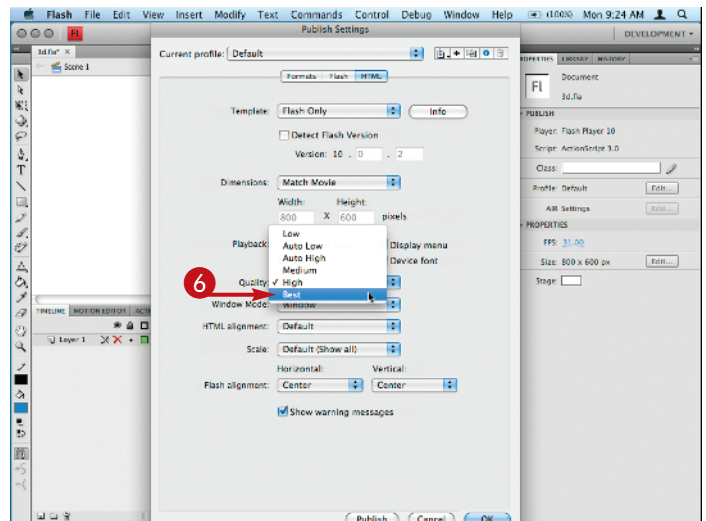 Flash File Edit View Insert Modify Text Commands Control Debug Window Help (100%) Mon 9:24 AM
Publish Settings
FL
DEVELOPMENT
3d.fla* ×
Scene 1
Current profile: Default
Formats Flash HTML
Template: Flash Only Info
Detect Flash Version
Version: 10 . 0 . 2
Dimensions: Match Movie
Width: Height:
800 X 600 pixels
Playback: Display menu
Device font
Low
Auto Low
Auto High
Medium
Quality: ✓ High
6
Best
Window Mode: Window
HTML alignment: Default
Scale: Default (Show all)
Horizontal: Vertical:
Flash alignment: Center Center
Show warning messages
Publish Cancel OK
TIMELINE MOTION EDITOR
Layer 1
PROPERTIES LIBRARY HISTORY
Fl
Document
3d.fla
PUBLISH
Player: Flash Player 10
Script: ActionScript 3.0
Class:
Profile: Default Edit...
AIR Settings Edit...
PROPERTIES
FPS: 31.00
Size: 800 x 600 px Edit...
Stage: